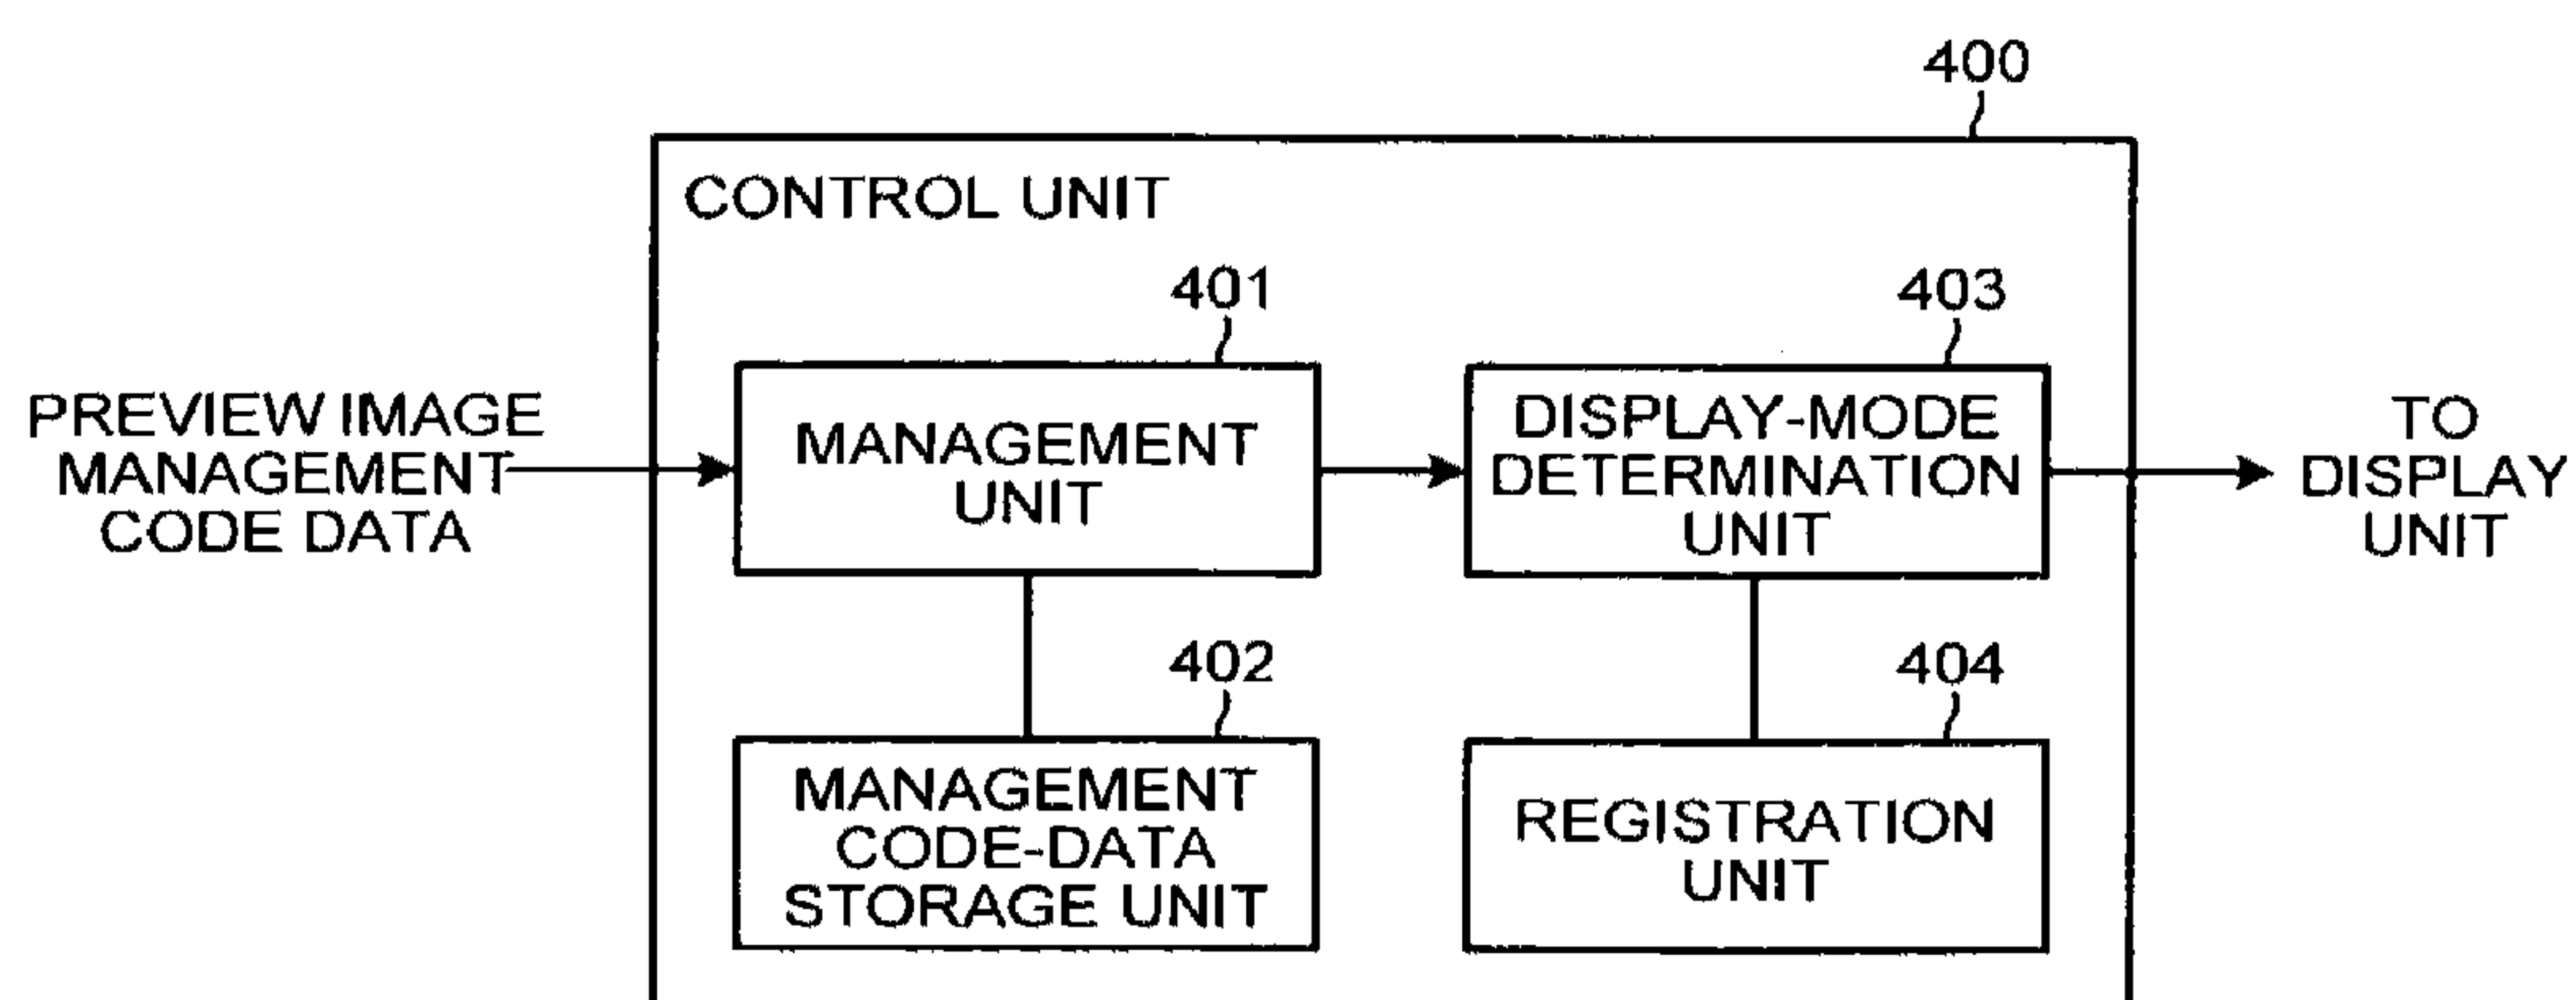 400
CONTROL UNIT
401
403
PREVIEW IMAGE
MANAGEMENT
CODE DATA
MANAGEMENT
UNIT
DISPLAY-MODE
DETERMINATION
UNIT
TO
DISPLAY
UNIT
402
404
MANAGEMENT
CODE-DATA
STORAGE UNIT
REGISTRATION
UNIT